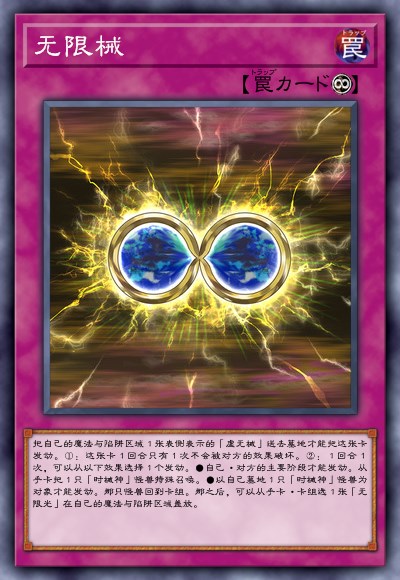 无限械
トラップ
罠
トラップ
【罠カード】
把自己的魔法与陷阱区域1张表侧表示的「虚无械」送去墓地才能把这张卡
发动。①：这张卡1回合只有1次不会被对方的效果破坏。②：1回合1
次，可以从以下效果选择1个发动。●自己·对方的主要阶段才能发动。从
手卡把1只「时械神」怪兽特殊召唤。●以自己墓地1只「时械神」怪兽为
对象才能发动。那只怪兽回到卡组。那之后，可以从手卡·卡组选1张「无
限光」在自己的魔法与陷阱区域盖放。